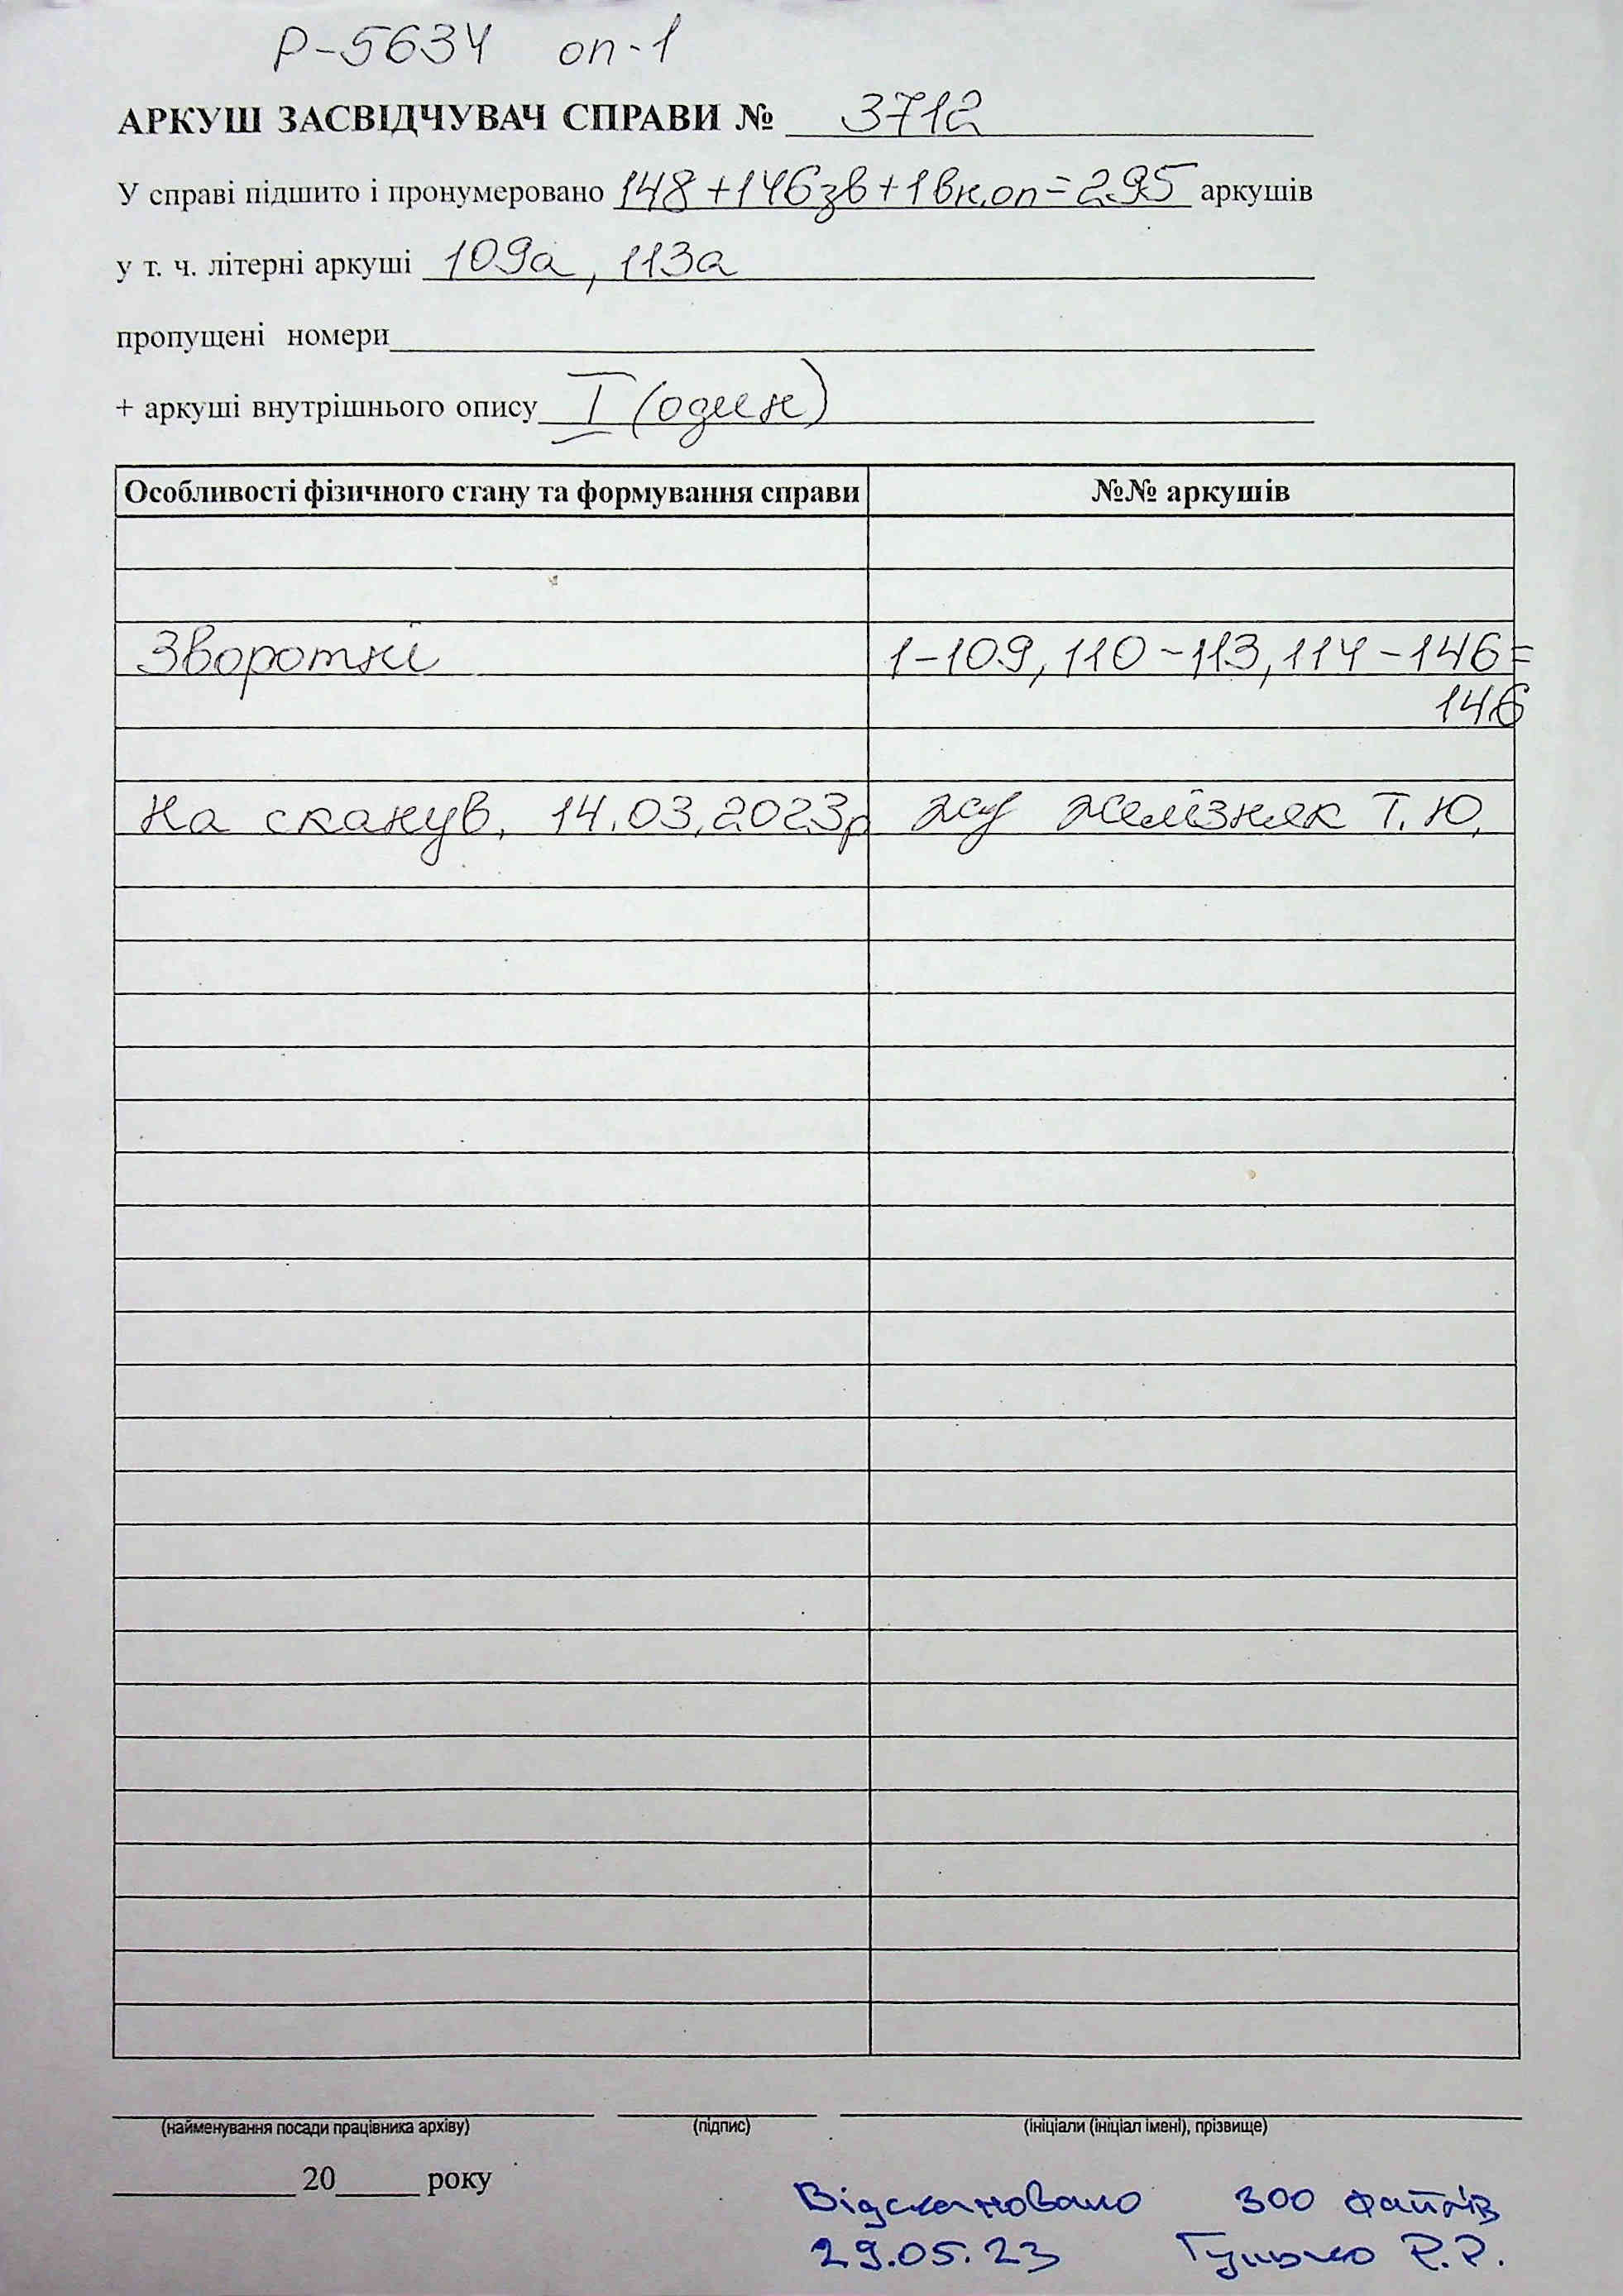 Р-5634 оп-1
АРКУШ ЗАСВІДЧУВАЧ СПРАВИ № 3712
У справі підшито і пронумеровано 148+146зв+1вн.оп=295 аркушів
у т. ч. літерні аркуші 109а, 113а
пропущені номери
+ аркуші внутрішнього опису I (один)
Особливості фізичного стану та формування справи №№ аркушів
Зворотні 1-109, 110-113, 114-146=
146
На сканув. 14.03.2023р Желізняк Т. Ю.
(найменування посади працівника архіву) (підпис) (ініціали (ініціал імені), прізвище)
20 року
Відскановано 300 файлів
29.05.23 Р.Р.